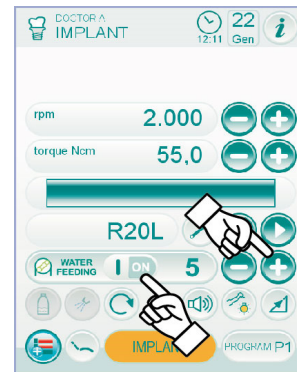 DOCTOR A
IMPLANT
12:11
22
Gen
i
rpm
2.000
torque Ncm
55,0
R20L
WATER
FEEDING
I ON
5
IMPLAN
PROGRAM P1